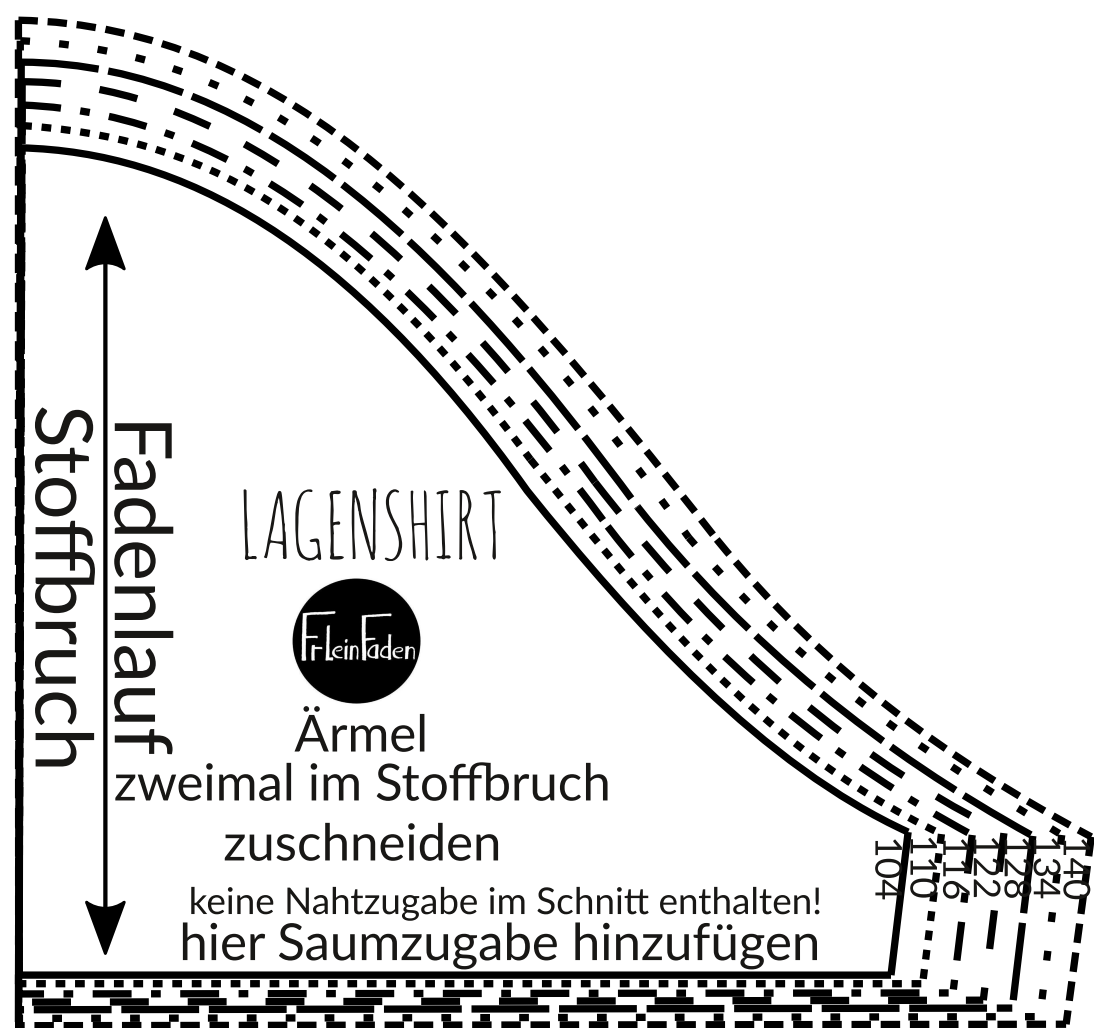 Stoffbruch
Fadenlauf
LAGENSHIRT
FrLeinFaden
Ärmel
zweimal im Stoffbruch
zuschneiden
keine Nahtzugabe im Schnitt enthalten!
hier Saumzugabe hinzufügen
104
110
116
122
128
134
140